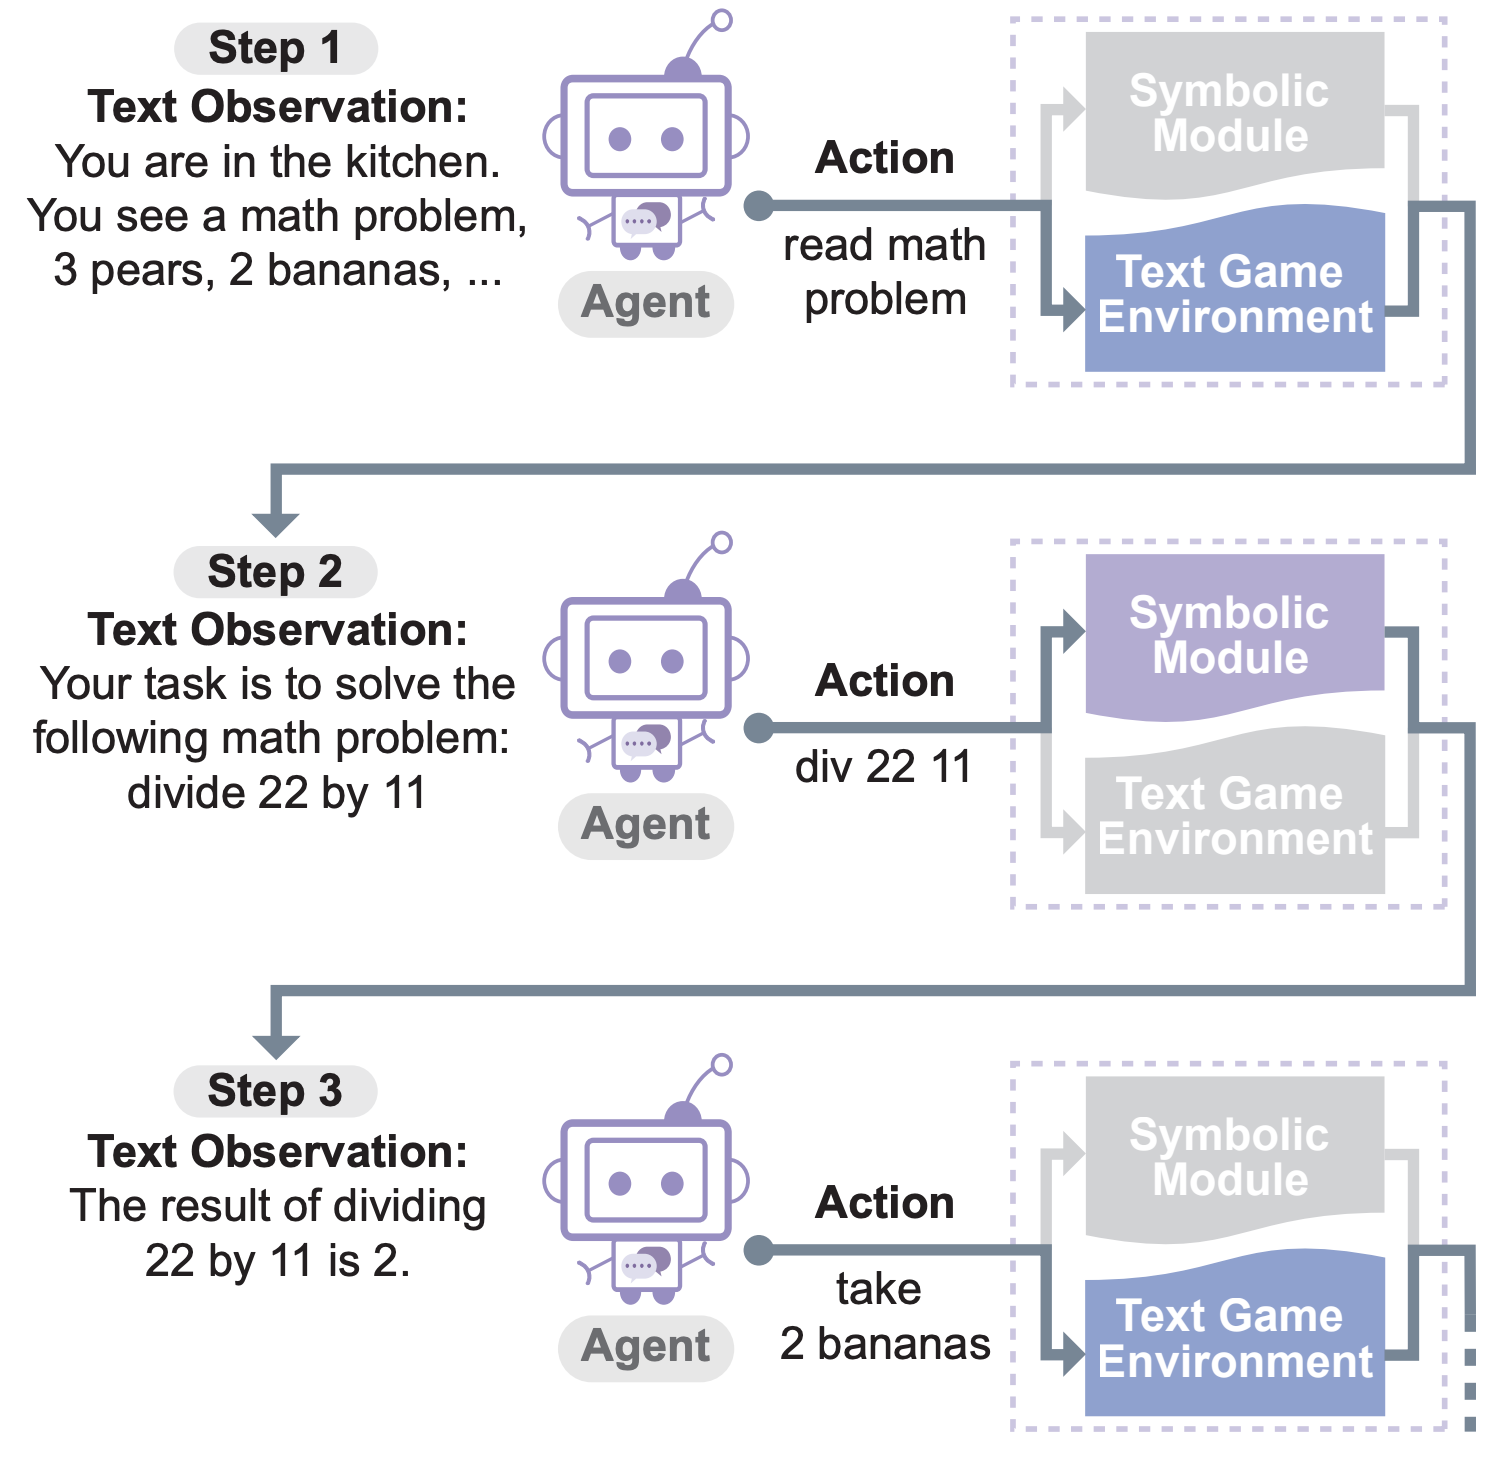 Step 1
Text Observation:
You are in the kitchen.
You see a math problem,
3 pears, 2 bananas, ...
Agent
Action
read math
problem
Symbolic
Module
Text Game
Environment
Step 2
Text Observation:
Your task is to solve the
following math problem:
divide 22 by 11
Agent
Action
div 22 11
Symbolic
Module
Text Game
Environment
Step 3
Text Observation:
The result of dividing
22 by 11 is 2.
Agent
Action
take
2 bananas
Symbolic
Module
Text Game
Environment